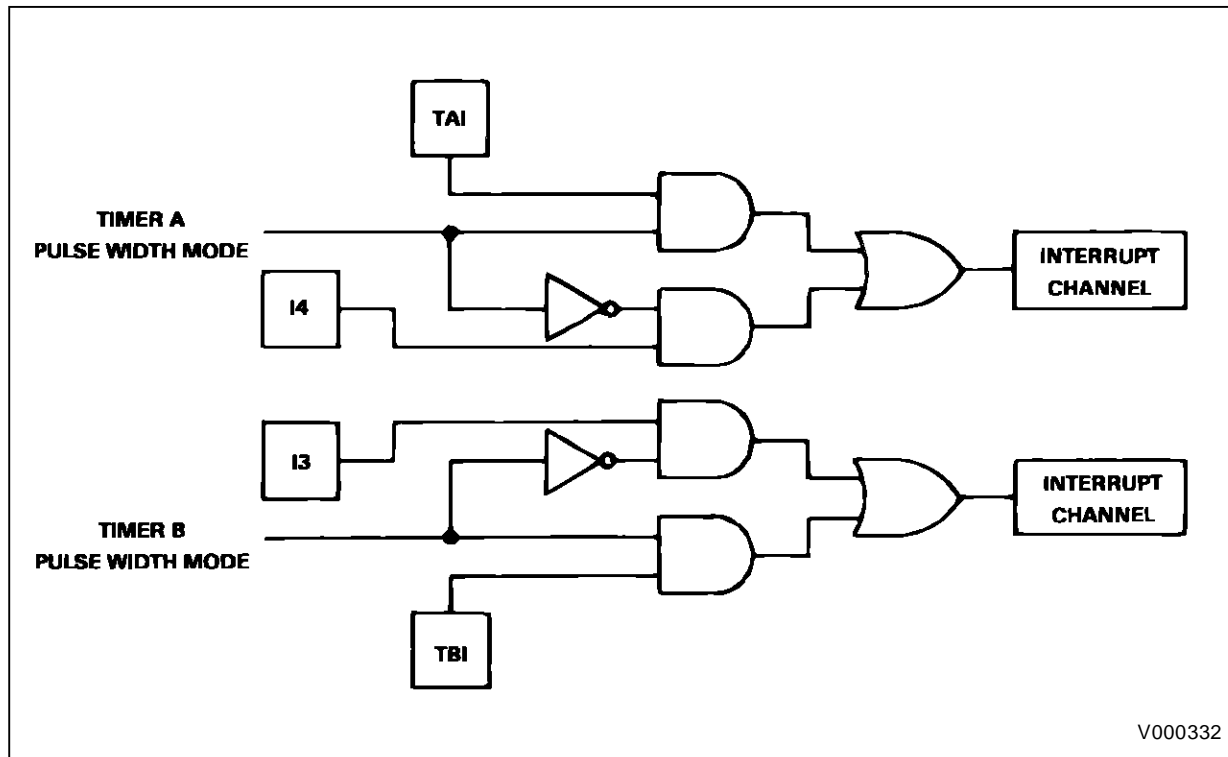 TAI
TIMER A
PULSE WIDTH MODE
I4
INTERRUPT
CHANNEL
I3
TIMER B
PULSE WIDTH MODE
INTERRUPT
CHANNEL
TBI
V000332